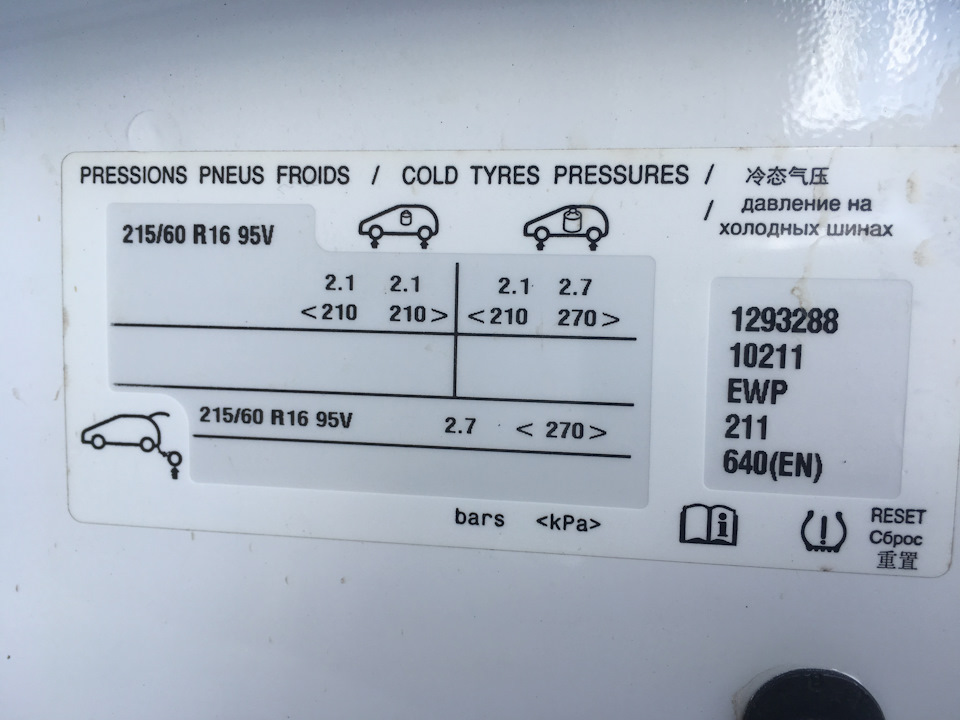 PRESSIONS PNEUS FROIDS / COLD TYRES PRESSURES / 冷态气压
/ давление на
холодных шинах
215/60 R16 95V
2.1 2.1 2.1 2.7
<210 210> <210 270>
215/60 R16 95V 2.7 <270>
bars <kPa>
1293288
10211
EWP
211
640(EN)
RESET
Сброс
重置